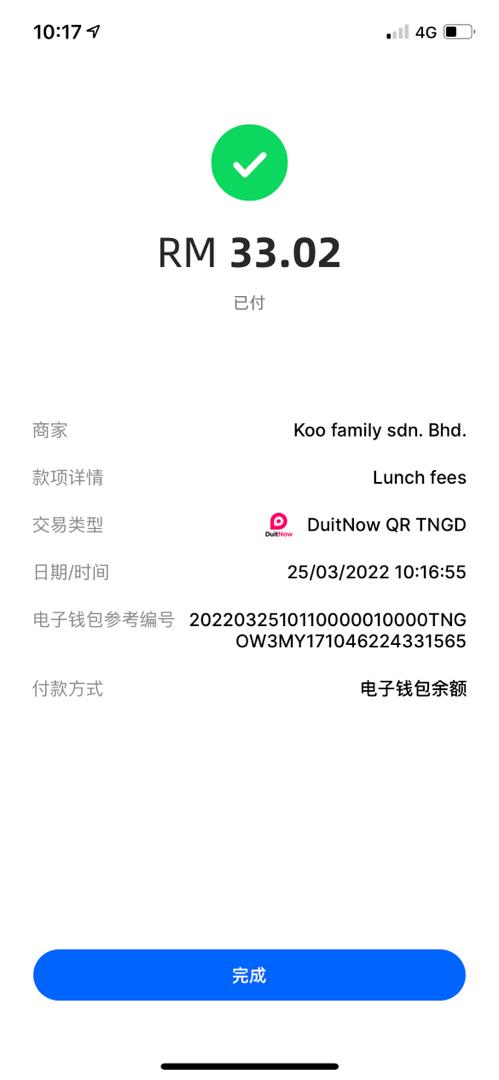 10:17
4G
RM 33.02
已付
商家 Koo family sdn. Bhd.
款项详情 Lunch fees
交易类型 DuitNow DuitNow QR TNGD
日期/时间 25/03/2022 10:16:55
电子钱包参考编号 2022032510110000010000TNG
OW3MY171046224331565
付款方式 电子钱包余额
完成